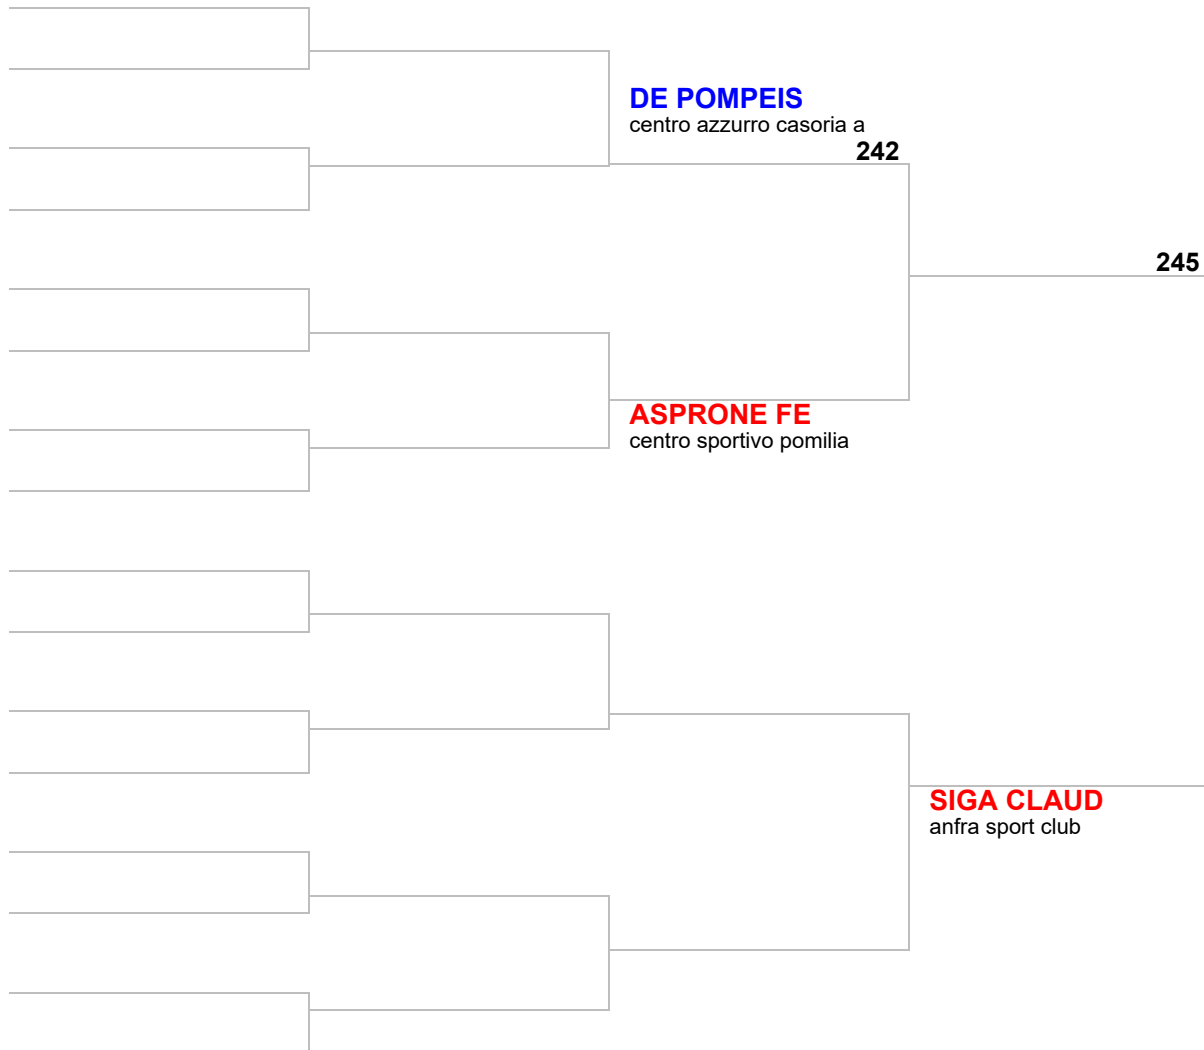 DE POMPEIS
centro azzurro casoria a
242
245
ASPRONE FE
centro sportivo pomilia
SIGA CLAUD
anfra sport club